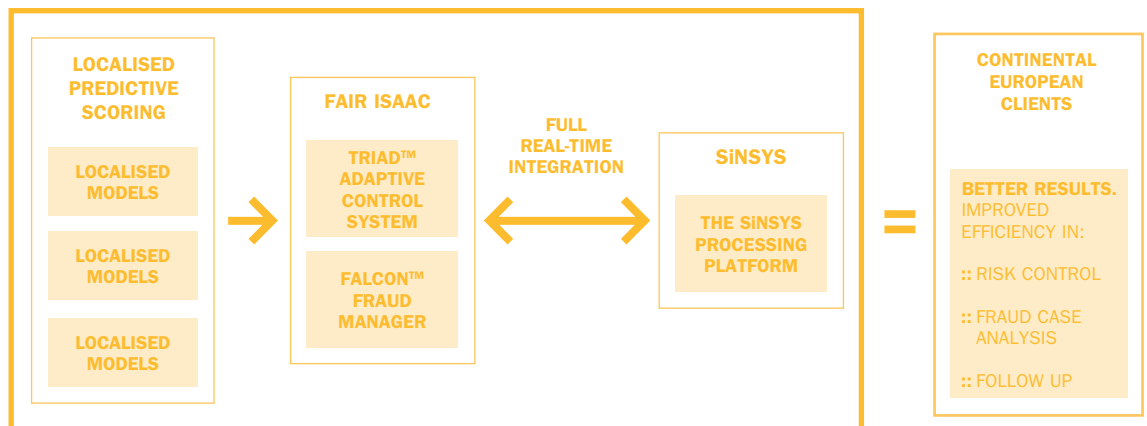 LOCALISED
PREDICTIVE
SCORING
LOCALISED
MODELS
LOCALISED
MODELS
LOCALISED
MODELS
FAIR ISAAC
TRIAD™
ADAPTIVE
CONTROL
SYSTEM
FALCON™
FRAUD
MANAGER
FULL
REAL-TIME
INTEGRATION
SiNSYS
THE SiNSYS
PROCESSING
PLATFORM
=
CONTINENTAL
EUROPEAN
CLIENTS
BETTER RESULTS.
IMPROVED
EFFICIENCY IN:
:: RISK CONTROL
:: FRAUD CASE
ANALYSIS
:: FOLLOW UP